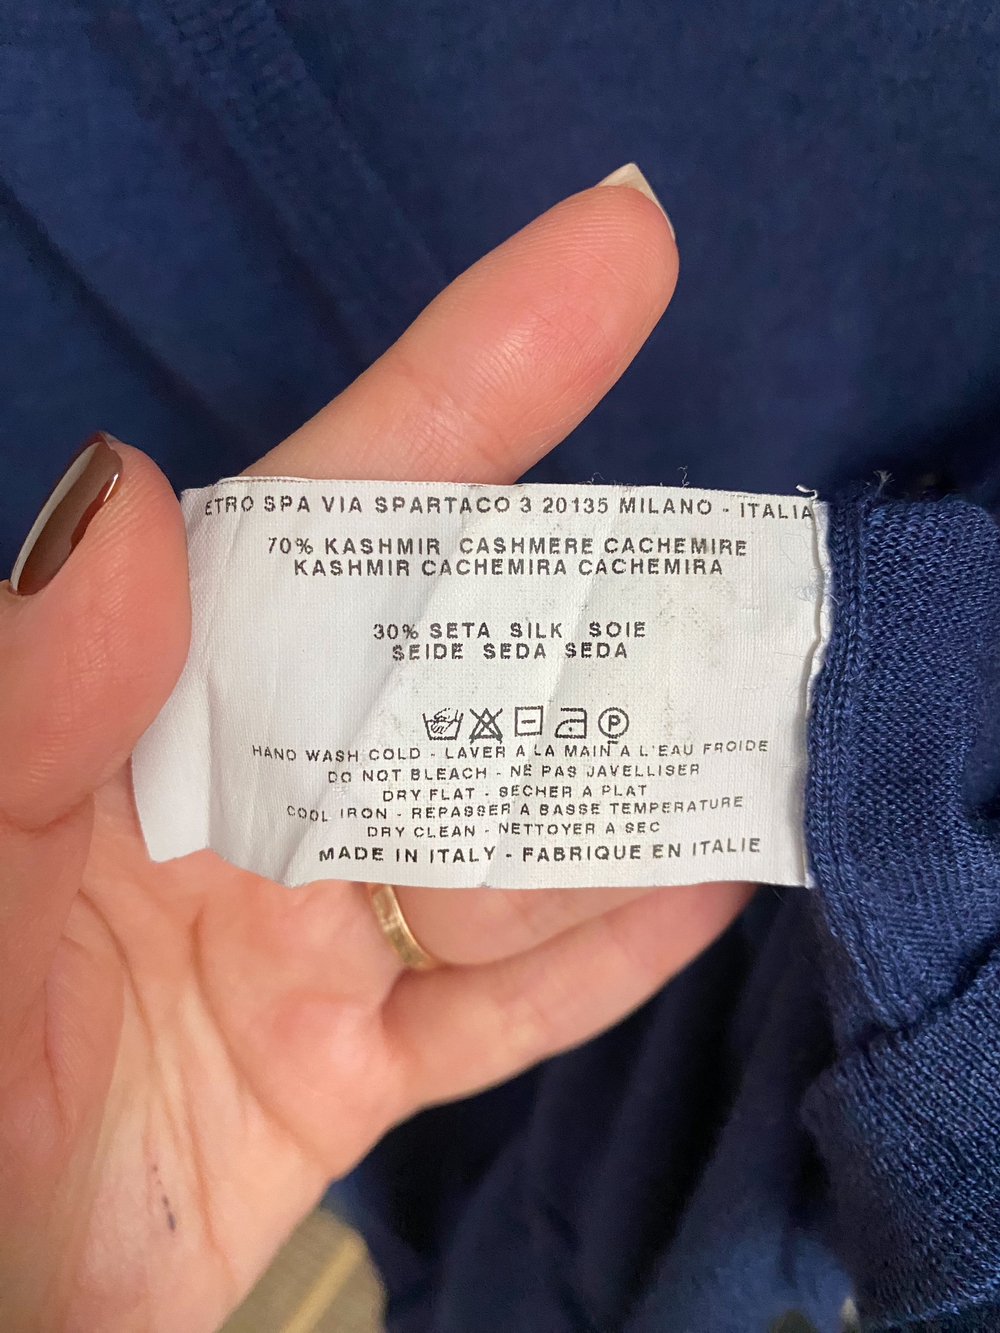 ETRO SPA VIA SPARTACO 3 20135 MILANO - ITALIA
70% KASHMIR CASHMERE CACHEMIRE
KASHMIR CACHEMIRA CACHEMIRA
30% SETA SILK SOIE
SEIDE SEDA SEDA
P
HAND WASH COLD - LAVER A LA MAIN A L'EAU FROIDE
DO NOT BLEACH - NE PAS JAVELLISER
DRY FLAT - SECHER A PLAT
COOL IRON - REPASSER A BASSE TEMPERATURE
DRY CLEAN - NETTOYER A SEC
MADE IN ITALY - FABRIQUE EN ITALIE